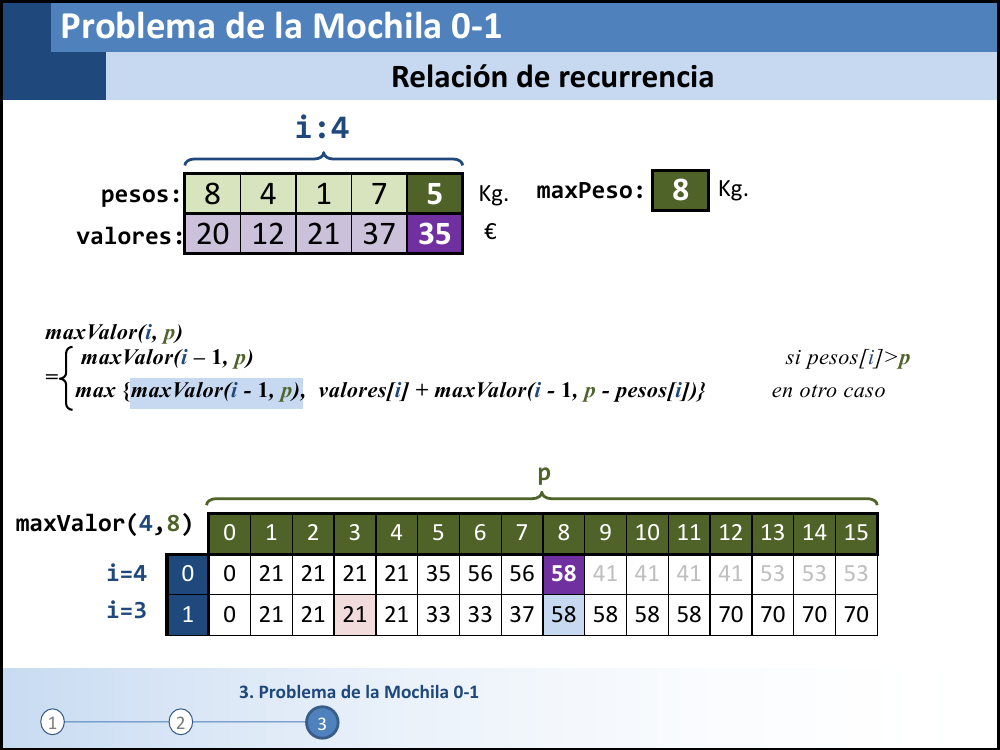 Problema de la Mochila 0-1
Relación de recurrencia
i:4
pesos: 8 4 1 7 5 Kg. maxPeso: 8 Kg.
valores: 20 12 21 37 35 €
maxValor(i, p)
maxValor(i – 1, p) si pesos[i]>p
={
max {maxValor(i - 1, p), valores[i] + maxValor(i - 1, p - pesos[i])} en otro caso
p
maxValor(4,8) 0 1 2 3 4 5 6 7 8 9 10 11 12 13 14 15
i=4 0 0 21 21 21 21 35 56 56 58 41 41 41 41 53 53 53
i=3 1 0 21 21 21 21 33 33 37 58 58 58 58 70 70 70 70
3. Problema de la Mochila 0-1
1 2 3